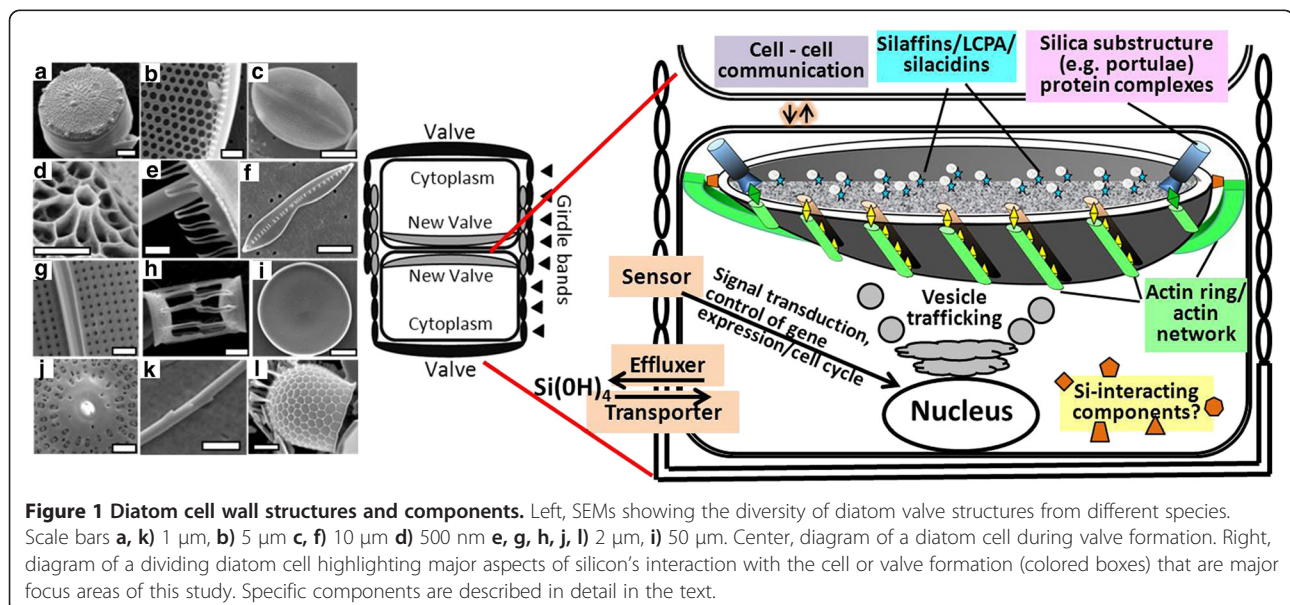 a
b
c
d
e
f
g
h
i
j
k
l
Valve
Cytoplasm
New Valve
New Valve
Cytoplasm
Valve
Girdle bands
Cell - cell
communication
Silaffins/LCPA/
silacidins
Silica substructure
(e.g. portulae)
protein complexes
Sensor
Signal transduction,
control of gene
expression/cell cycle
Vesicle
trafficking
Actin ring/
actin
network
Effluxer
Si(OH)4
Transporter
Nucleus
Si-interacting
components?
Figure 1 Diatom cell wall structures and components. Left, SEMs showing the diversity of diatom valve structures from different species.
Scale bars a, k) 1 μm, b) 5 μm c, f) 10 μm d) 500 nm e, g, h, j, l) 2 μm, i) 50 μm. Center, diagram of a diatom cell during valve formation. Right,
diagram of a dividing diatom cell highlighting major aspects of silicon's interaction with the cell or valve formation (colored boxes) that are major
focus areas of this study. Specific components are described in detail in the text.